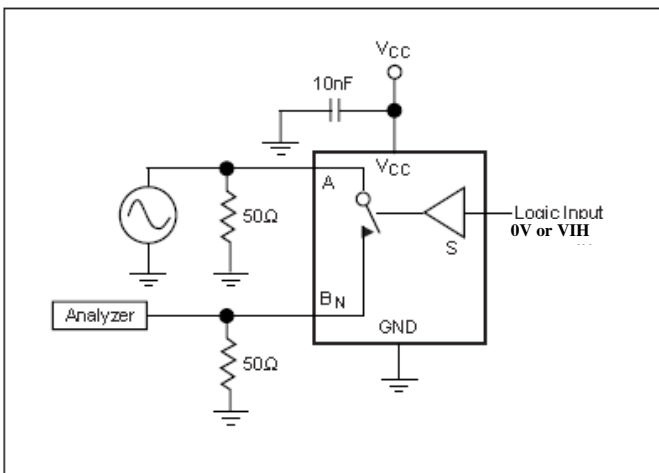 VCC
10nF
VCC
A
50Ω
Logic Input
0V or VIH
S
BN
Analyzer
GND
50Ω